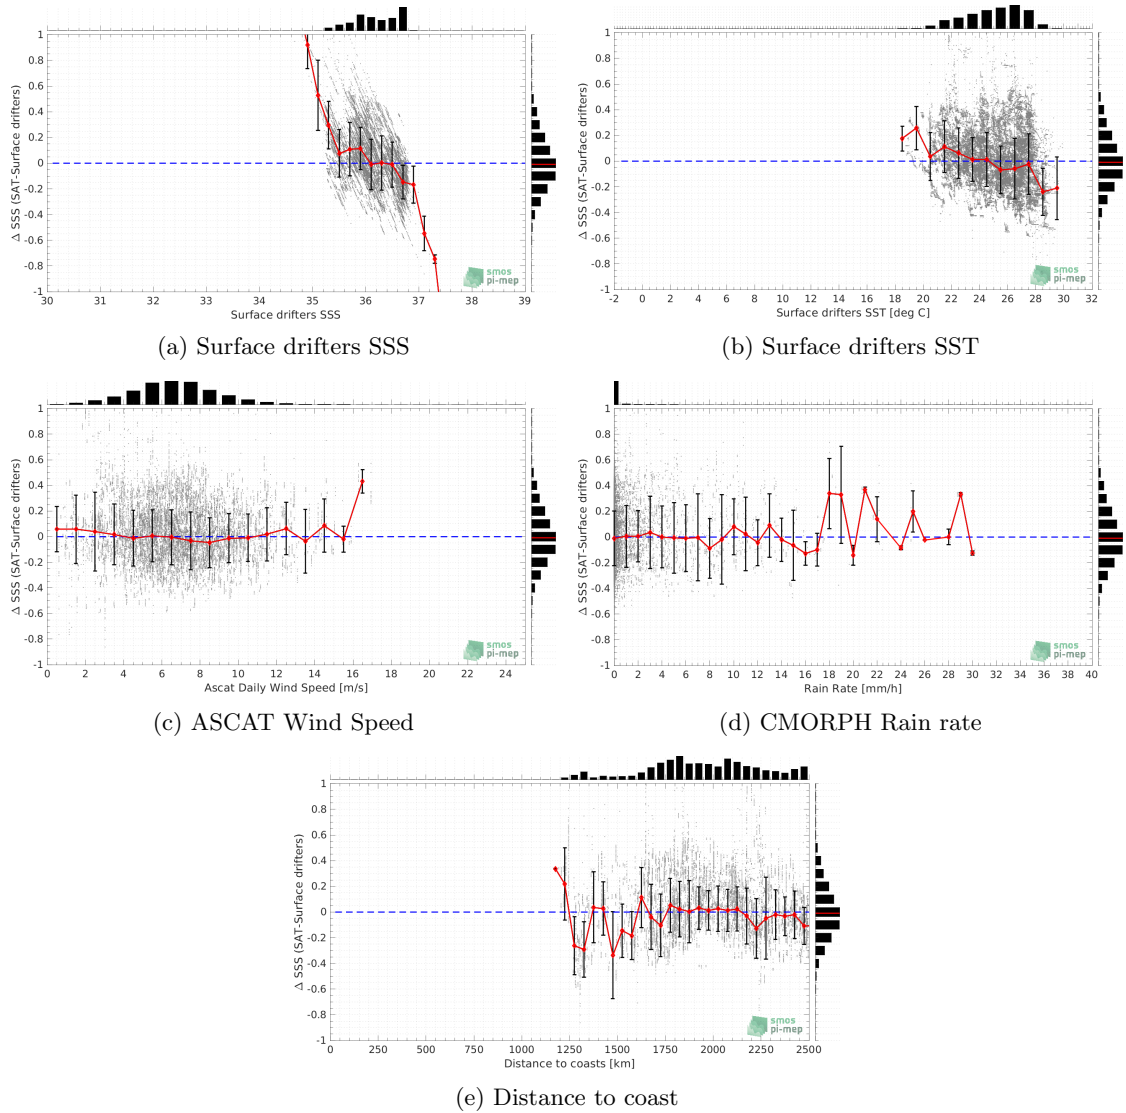 Δ SSS (SAT-Surface drifters)
1
0.8
0.6
0.4
0.2
0
-0.2
-0.4
-0.6
-0.8
-1
30 31 32 33 34 35 36 37 38 39
Surface drifters SSS
smos
pi-mep
(a) Surface drifters SSS
Δ SSS (SAT-Surface drifters)
1
0.8
0.6
0.4
0.2
0
-0.2
-0.4
-0.6
-0.8
-1
-2 0 2 4 6 8 10 12 14 16 18 20 22 24 26 28 30 32
Surface drifters SST [deg C]
smos
pi-mep
(b) Surface drifters SST
Δ SSS (SAT-Surface drifters)
1
0.8
0.6
0.4
0.2
0
-0.2
-0.4
-0.6
-0.8
-1
0 2 4 6 8 10 12 14 16 18 20 22 24
Ascat Daily Wind Speed [m/s]
smos
pi-mep
(c) ASCAT Wind Speed
Δ SSS (SAT-Surface drifters)
1
0.8
0.6
0.4
0.2
0
-0.2
-0.4
-0.6
-0.8
-1
0 2 4 6 8 10 12 14 16 18 20 22 24 26 28 30 32 34 36 38 40
Rain Rate [mm/h]
smos
pi-mep
(d) CMORPH Rain rate
Δ SSS (SAT-Surface drifters)
1
0.8
0.6
0.4
0.2
0
-0.2
-0.4
-0.6
-0.8
-1
0 250 500 750 1000 1250 1500 1750 2000 2250 2500
Distance to coasts [km]
smos
pi-mep
(e) Distance to coast